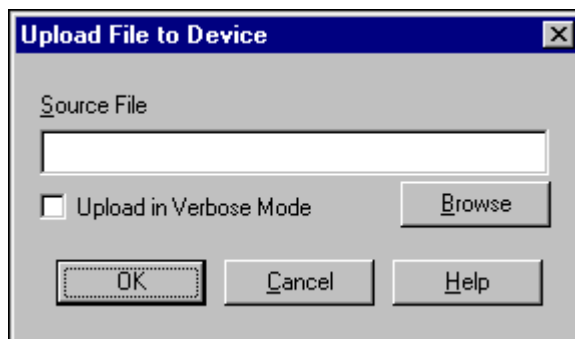 Upload File to Device
Source File
Upload in Verbose Mode
Browse
OK
Cancel
Help